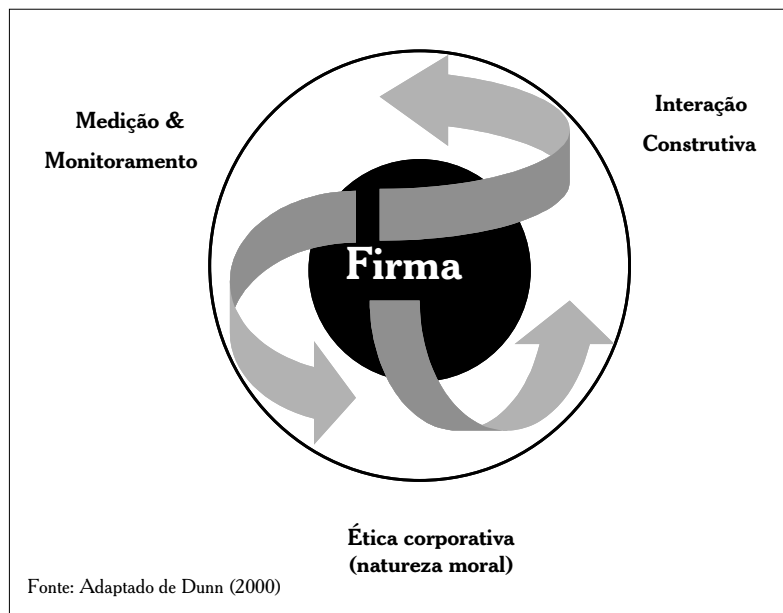 Medição &
Monitoramento
Interação
Construtiva
Firma
Ética corporativa
(natureza moral)
Fonte: Adaptado de Dunn (2000)